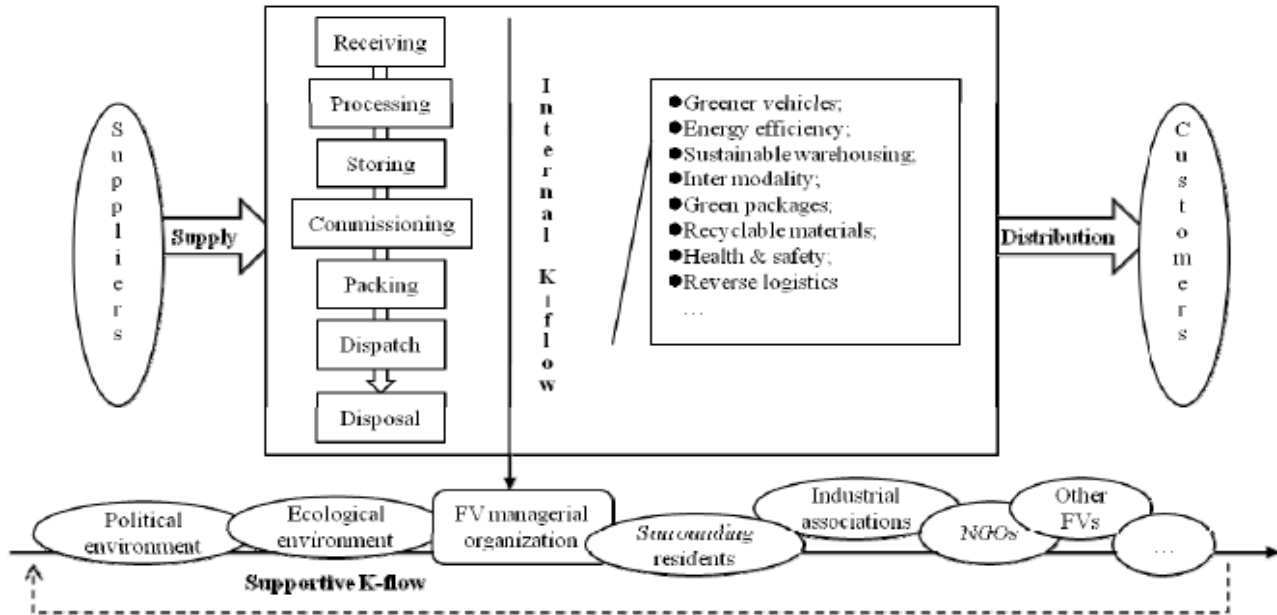 Receiving
Processing
Storing
Commissioning
Packing
Dispatch
Disposal
Suppliers
Supply
Internal K-flow
●Greener vehicles;
●Energy efficiency;
●Sustainable warehousing;
●Inter modality;
●Green packages;
●Recyclable materials;
●Health & safety;
●Reverse logistics
…
Distribution
Customers
Political
environment
Ecological
environment
FV managerial
organization
Surrounding
residents
Industrial
associations
NGOs
Other
FVs
…
Supportive K-flow